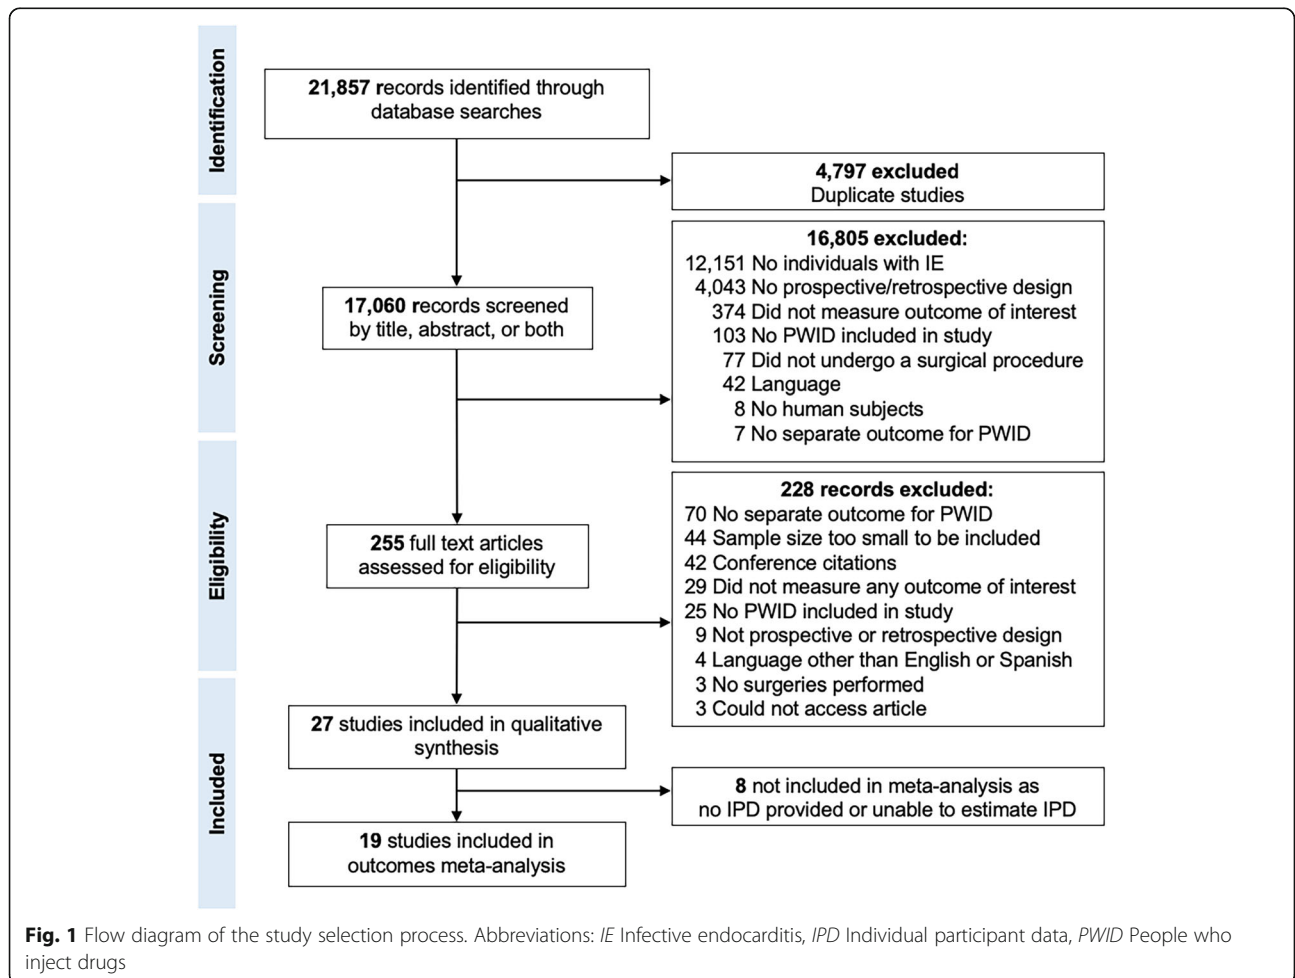 Identification
21,857 records identified through
database searches
4,797 excluded
Duplicate studies
Screening
17,060 records screened
by title, abstract, or both
16,805 excluded:
12,151 No individuals with IE
4,043 No prospective/retrospective design
374 Did not measure outcome of interest
103 No PWID included in study
77 Did not undergo a surgical procedure
42 Language
8 No human subjects
7 No separate outcome for PWID
Eligibility
255 full text articles
assessed for eligibility
228 records excluded:
70 No separate outcome for PWID
44 Sample size too small to be included
42 Conference citations
29 Did not measure any outcome of interest
25 No PWID included in study
9 Not prospective or retrospective design
4 Language other than English or Spanish
3 No surgeries performed
3 Could not access article
Included
27 studies included in qualitative
synthesis
8 not included in meta-analysis as
no IPD provided or unable to estimate IPD
19 studies included in
outcomes meta-analysis
Fig. 1 Flow diagram of the study selection process. Abbreviations: IE Infective endocarditis, IPD Individual participant data, PWID People who
inject drugs